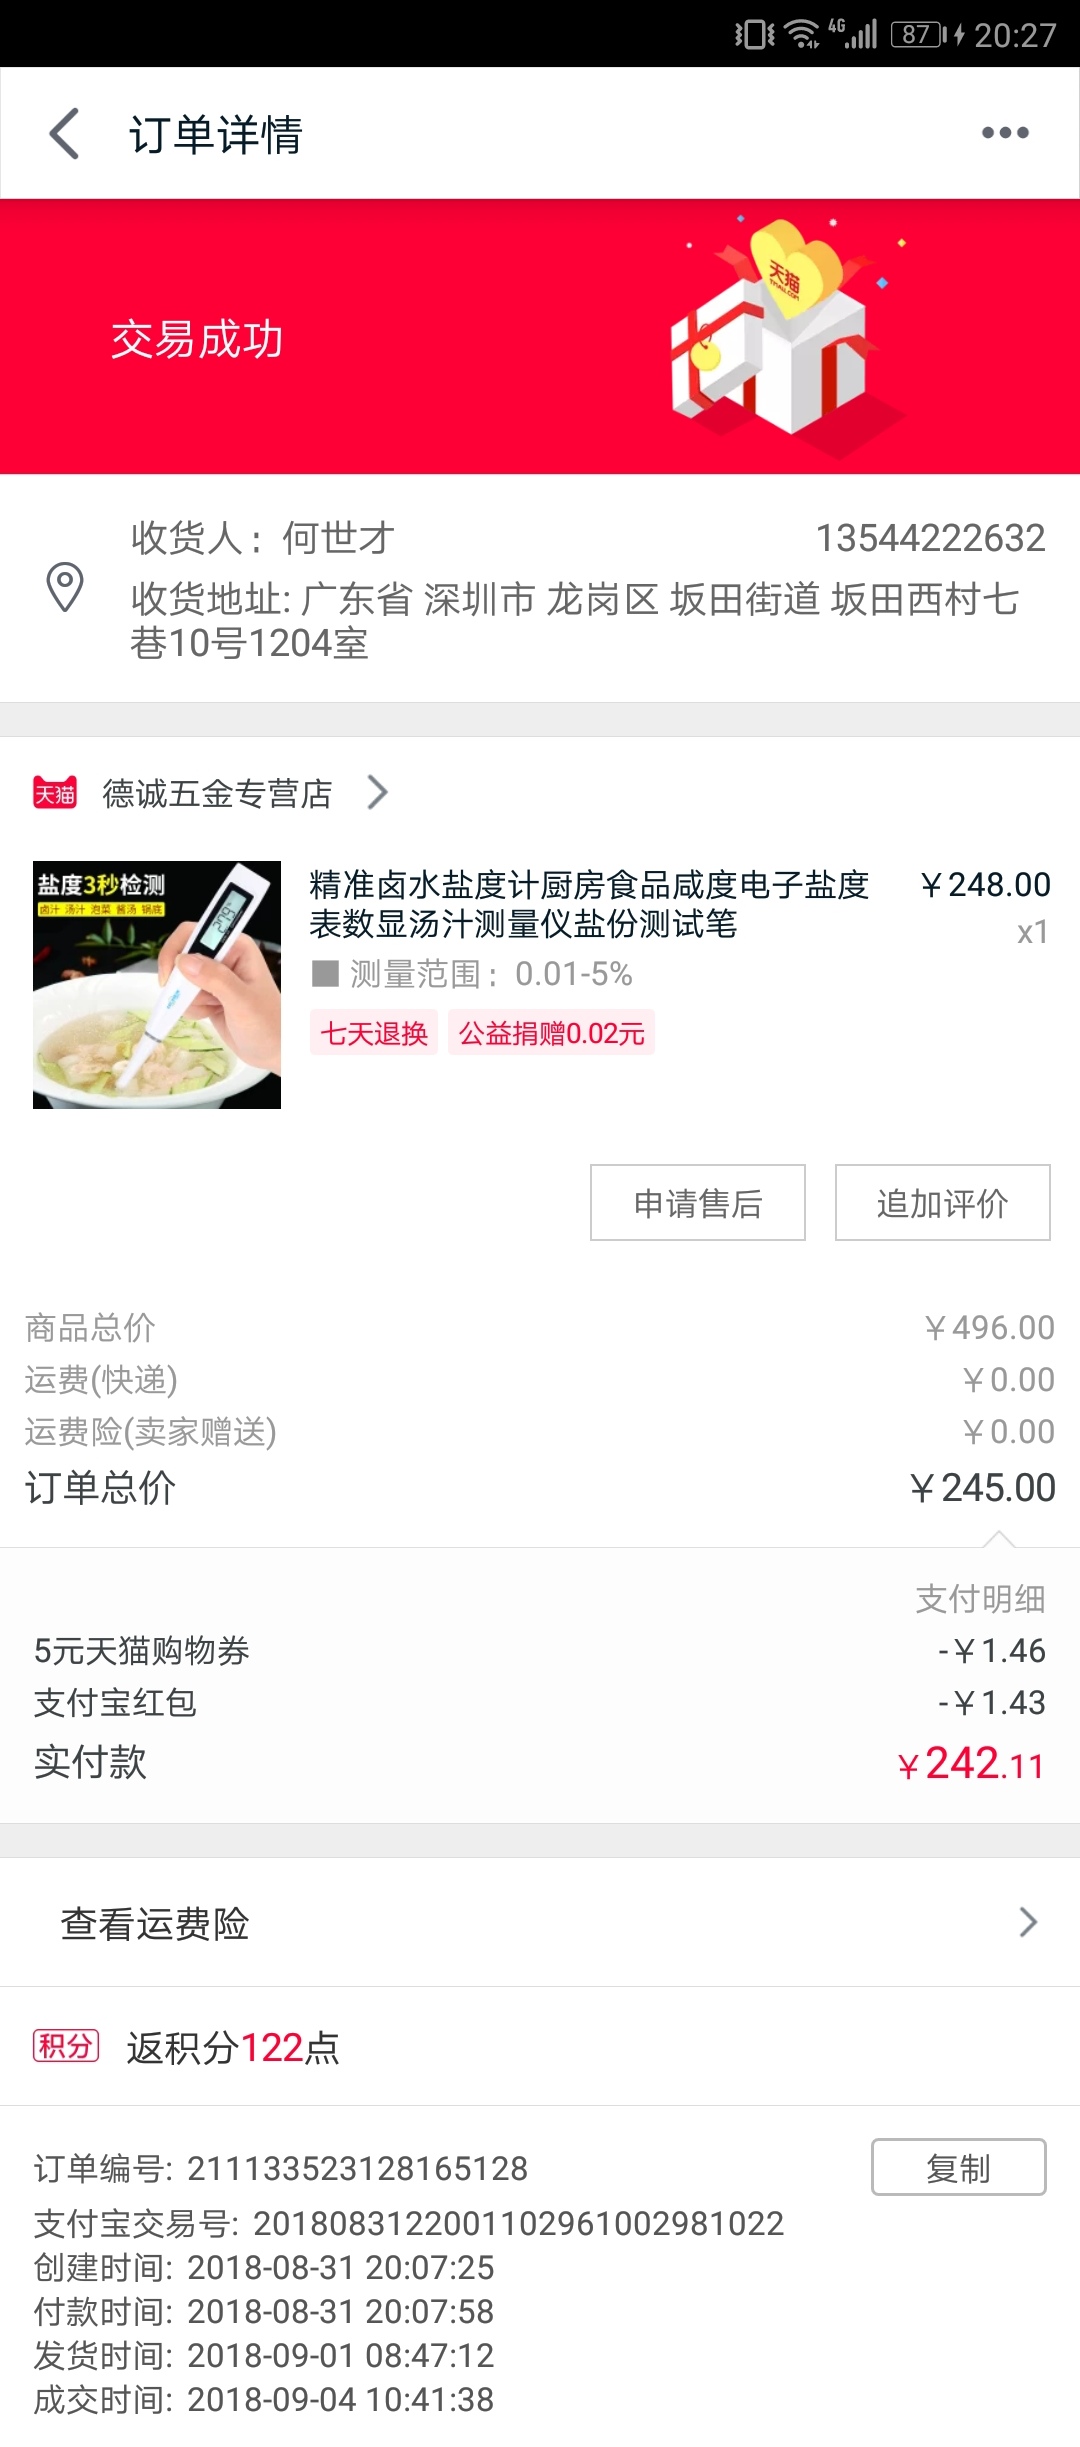 4G 87 20:27
订单详情
交易成功
天猫
TMALL.COM
收货人：何世才 13544222632
收货地址: 广东省 深圳市 龙岗区 坂田街道 坂田西村七
巷10号1204室
天猫 德诚五金专营店
盐度3秒检测
卤汁 汤汁 泡菜 酱汤 锅底
精准卤水盐度计厨房食品咸度电子盐度 ￥248.00
表数显汤汁测量仪盐份测试笔 x1
■ 测量范围：0.01-5%
七天退换 公益捐赠0.02元
申请售后 追加评价
商品总价 ￥496.00
运费(快递) ￥0.00
运费险(卖家赠送) ￥0.00
订单总价 ￥245.00
支付明细
5元天猫购物券 -￥1.46
支付宝红包 -￥1.43
实付款 ￥242.11
查看运费险
积分 返积分122点
订单编号: 211133523128165128 复制
支付宝交易号: 2018083122001102961002981022
创建时间: 2018-08-31 20:07:25
付款时间: 2018-08-31 20:07:58
发货时间: 2018-09-01 08:47:12
成交时间: 2018-09-04 10:41:38